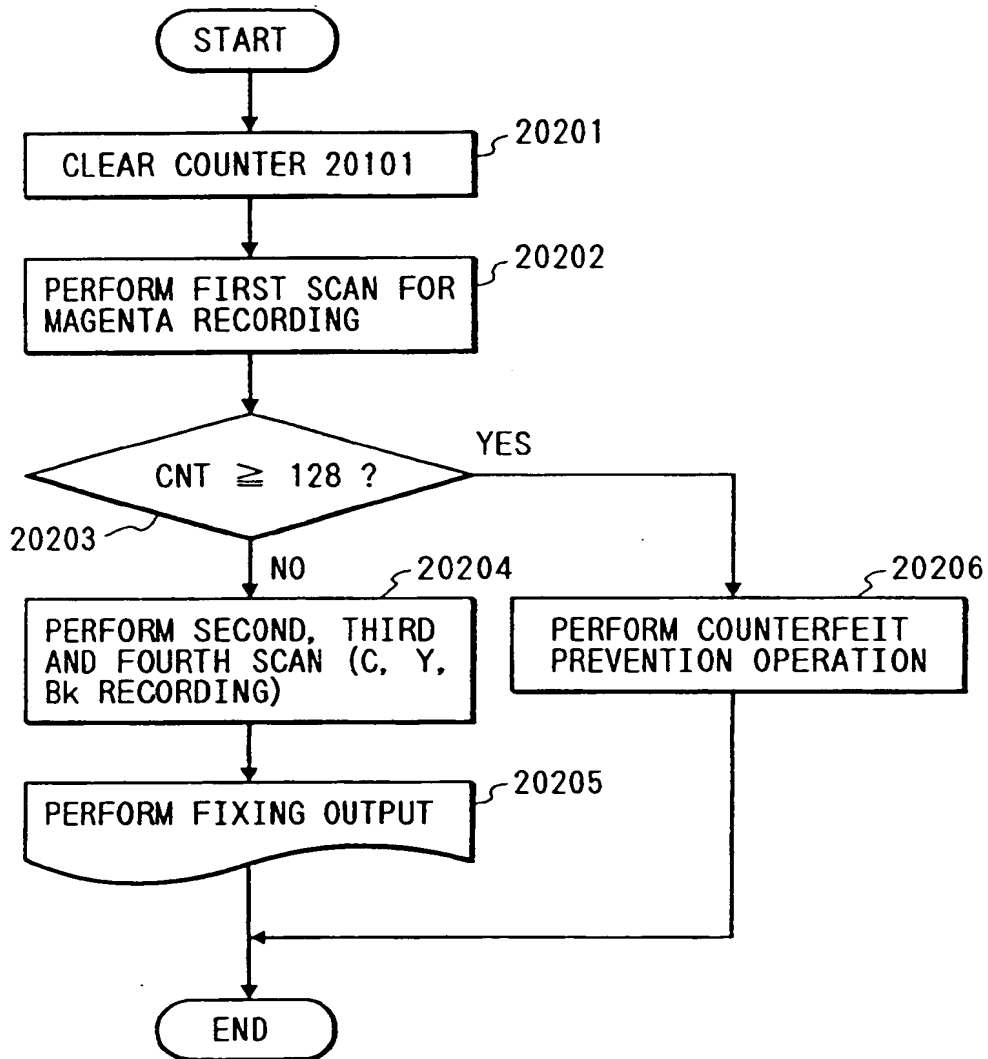 START
20201
CLEAR COUNTER 20101
20202
PERFORM FIRST SCAN FOR
MAGENTA RECORDING
YES
CNT ≧ 128 ?
20203
NO
20204
PERFORM SECOND, THIRD
AND FOURTH SCAN (C, Y,
Bk RECORDING)
20206
PERFORM COUNTERFEIT
PREVENTION OPERATION
20205
PERFORM FIXING OUTPUT
END